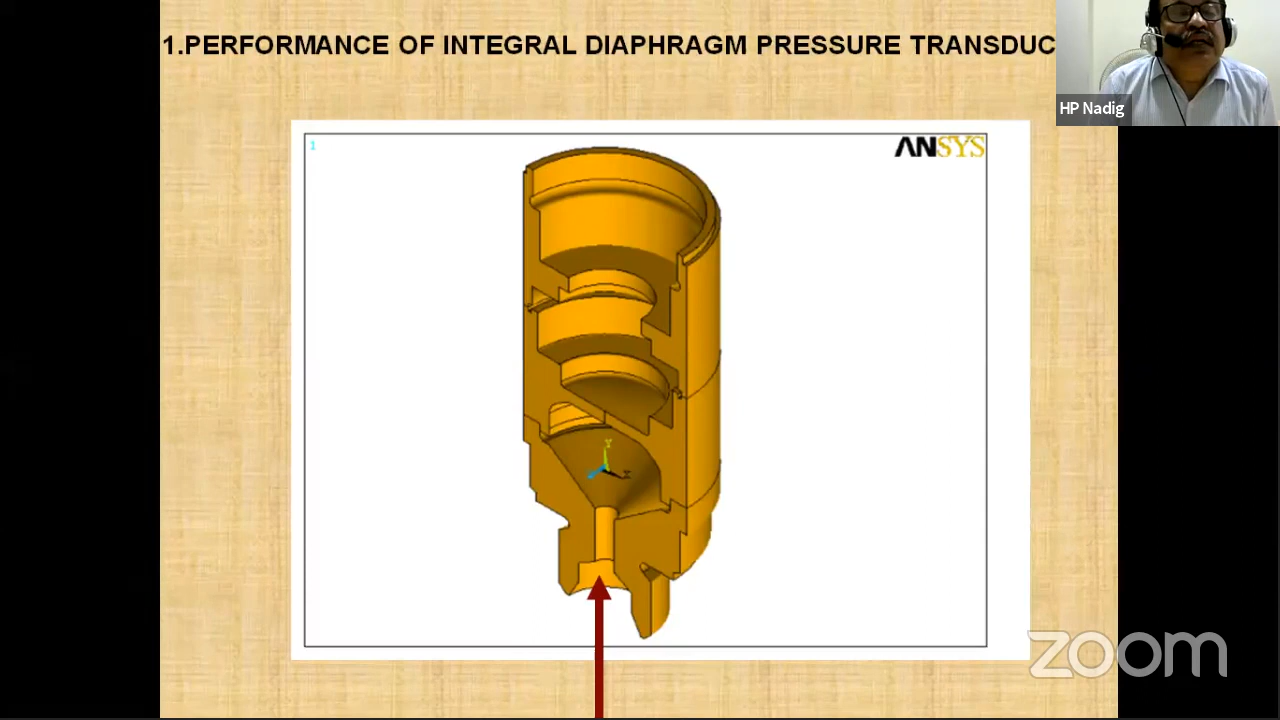 1.PERFORMANCE OF INTEGRAL DIAPHRAGM PRESSURE TRANSDUC
HP Nadig
1
ANSYS
Y
X
zoom